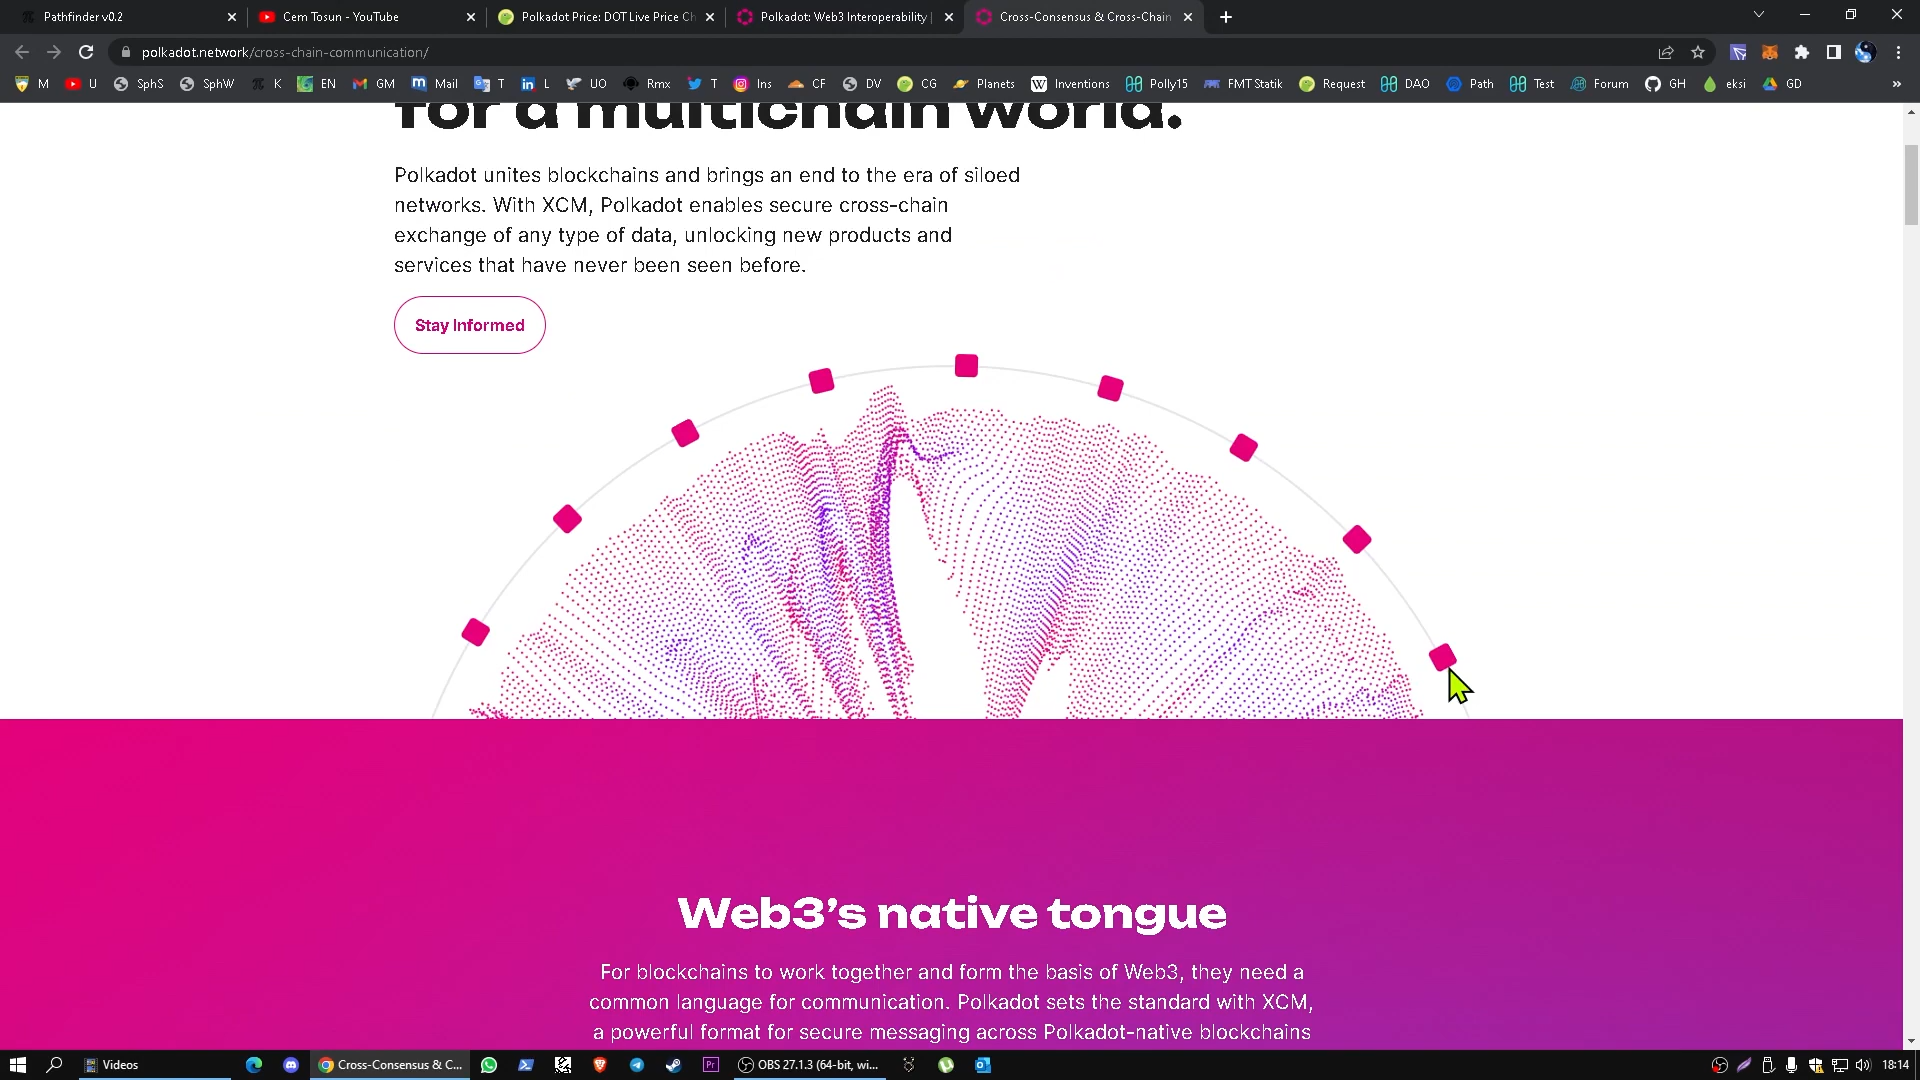 Pathfinder v0.2
Cem Tosun - YouTube
Polkadot Price: DOT Live Price Ch
Polkadot: Web3 Interoperability |
Cross-Consensus & Cross-Chain
polkadot.network/cross-chain-communication/
M U SphS SphW K EN GM Mail T L UO Rmx T Ins CF DV CG Planets Inventions Polly15 FMT Statik Request DAO Path Test Forum GH eksi GD »
for a multichain world.
Polkadot unites blockchains and brings an end to the era of siloed
networks. With XCM, Polkadot enables secure cross-chain
exchange of any type of data, unlocking new products and
services that have never been seen before.
Stay Informed
Web3’s native tongue
For blockchains to work together and form the basis of Web3, they need a
common language for communication. Polkadot sets the standard with XCM,
a powerful format for secure messaging across Polkadot-native blockchains
Videos
Cross-Consensus & C...
OBS 27.1.3 (64-bit, wi...
18:14